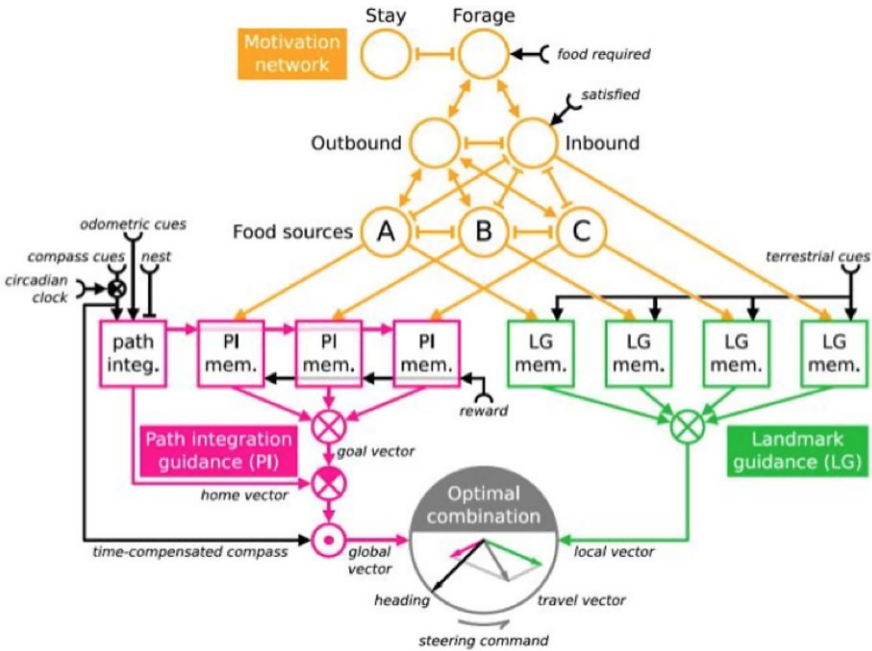 Stay
Forage
Motivation
network
food required
satisfied
Outbound
Inbound
odometric cues
Food sources
A
B
C
compass cues
nest
terrestrial cues
circadian
clock
path
integ.
PI
mem.
PI
mem.
PI
mem.
LG
mem.
LG
mem.
LG
mem.
LG
mem.
reward
Path integration
guidance (PI)
goal vector
Landmark
guidance (LG)
home vector
Optimal
combination
time-compensated compass
global
vector
local vector
heading
travel vector
steering command